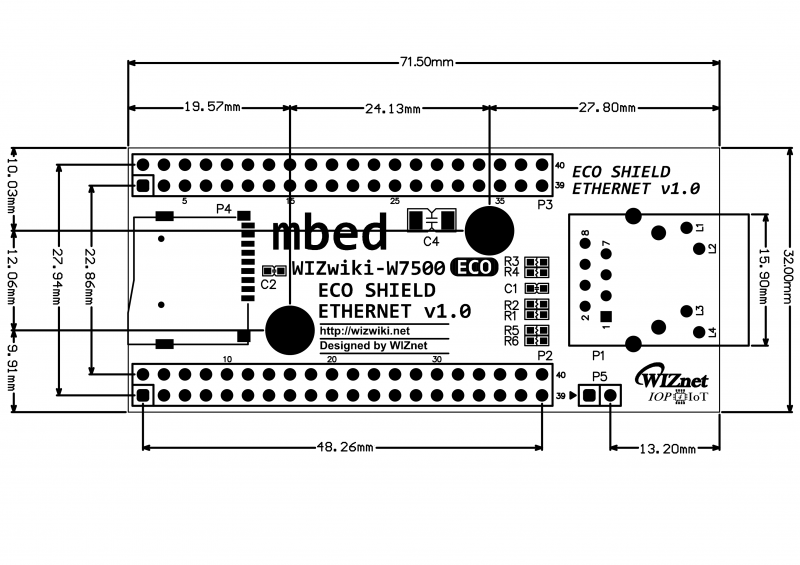 71.50mm
19.57mm
24.13mm
27.80mm
10.03mm
12.06mm
9.91mm
27.94mm
22.86mm
40
39
5
15
25
35
P3
ECO SHIELD
ETHERNET v1.0
P4
mbed
C4
WIZwiki-W7500 ECO
C2
ECO SHIELD
ETHERNET v1.0
http://wizwiki.net
Designed by WIZnet
R3
R4
C1
R2
R1
R5
R6
8
7
2
1
L1
L2
L3
L4
15.90mm
32.00mm
10
20
30
P2
40
39
P1
P5
WIZnet
IOP IoT
48.26mm
13.20mm